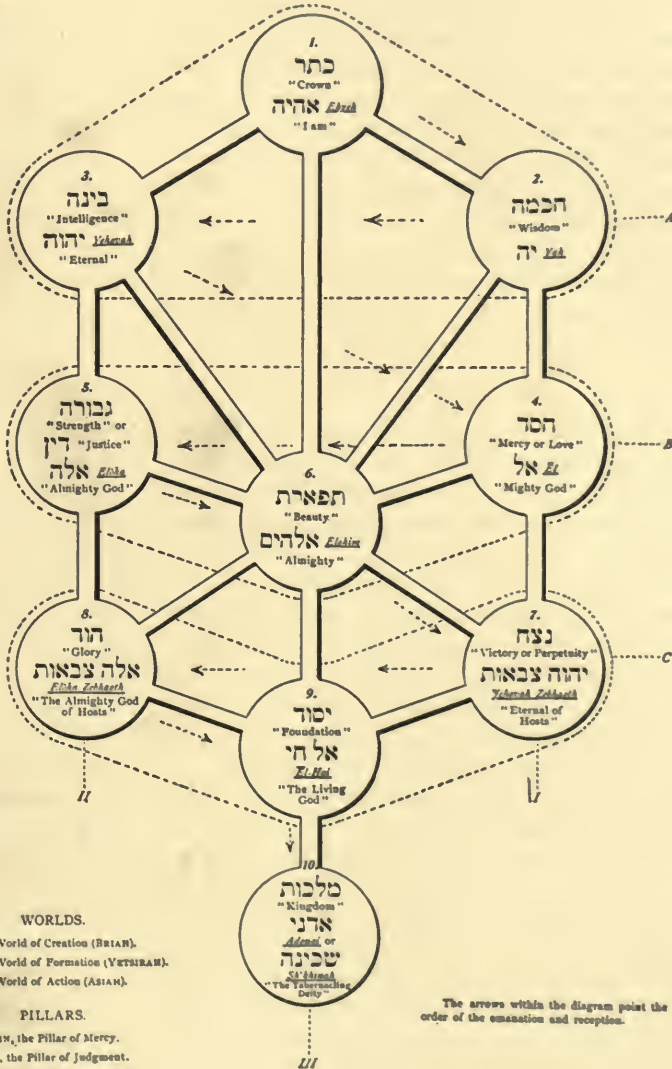 1.
כתר
"Crown"
אהיה Ehyeh
"I am"
3.
בינה
"Intelligence"
יהוה Yehovah
"Eternal"
2.
חכמה
"Wisdom"
יה Yah
A
5.
גבורה
"Strength" or
דין "Justice"
אלה Elōha
"Almighty God"
4.
חסד
"Mercy or Love"
אל El
"Mighty God"
B
6.
תפארת
"Beauty"
אלהים Elohim
"Almighty"
8.
הוד
"Glory"
אלה צבאות
Elōha Zebhaoth
"The Almighty God
of Hosts"
7.
נצח
"Victory or Perpetuity"
יהוה צבאות
Yehovah Zebhaoth
"Eternal of
Hosts"
C
9.
יסוד
"Foundation"
אל חי
El-Hai
"The Living
God"
II
I
10.
מלכות
"Kingdom"
אדני
Adonai or
שכינה
Sh'khinah
"The Tabernacling
Deity"
III
WORLDS.
World of Creation (BRIAH).
World of Formation (YETSIRAH).
World of Action (ASIAH).
PILLARS.
the Pillar of Mercy.
, the Pillar of Judgment.
The arrows within the diagram point the
order of the emanation and reception.